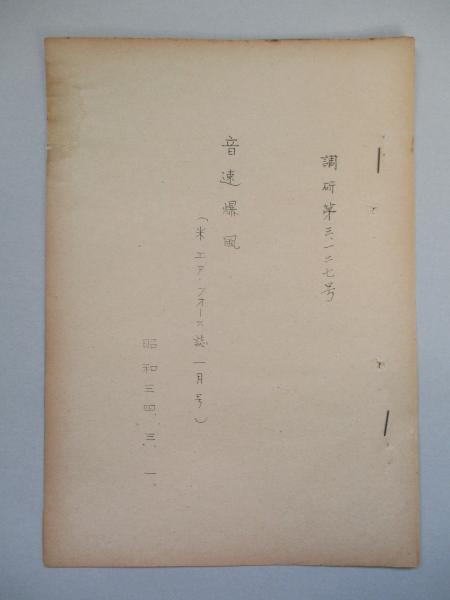 調研第三、一二七号
音速爆風
(米エア・フォース誌一月号)
昭和三四、三、一、